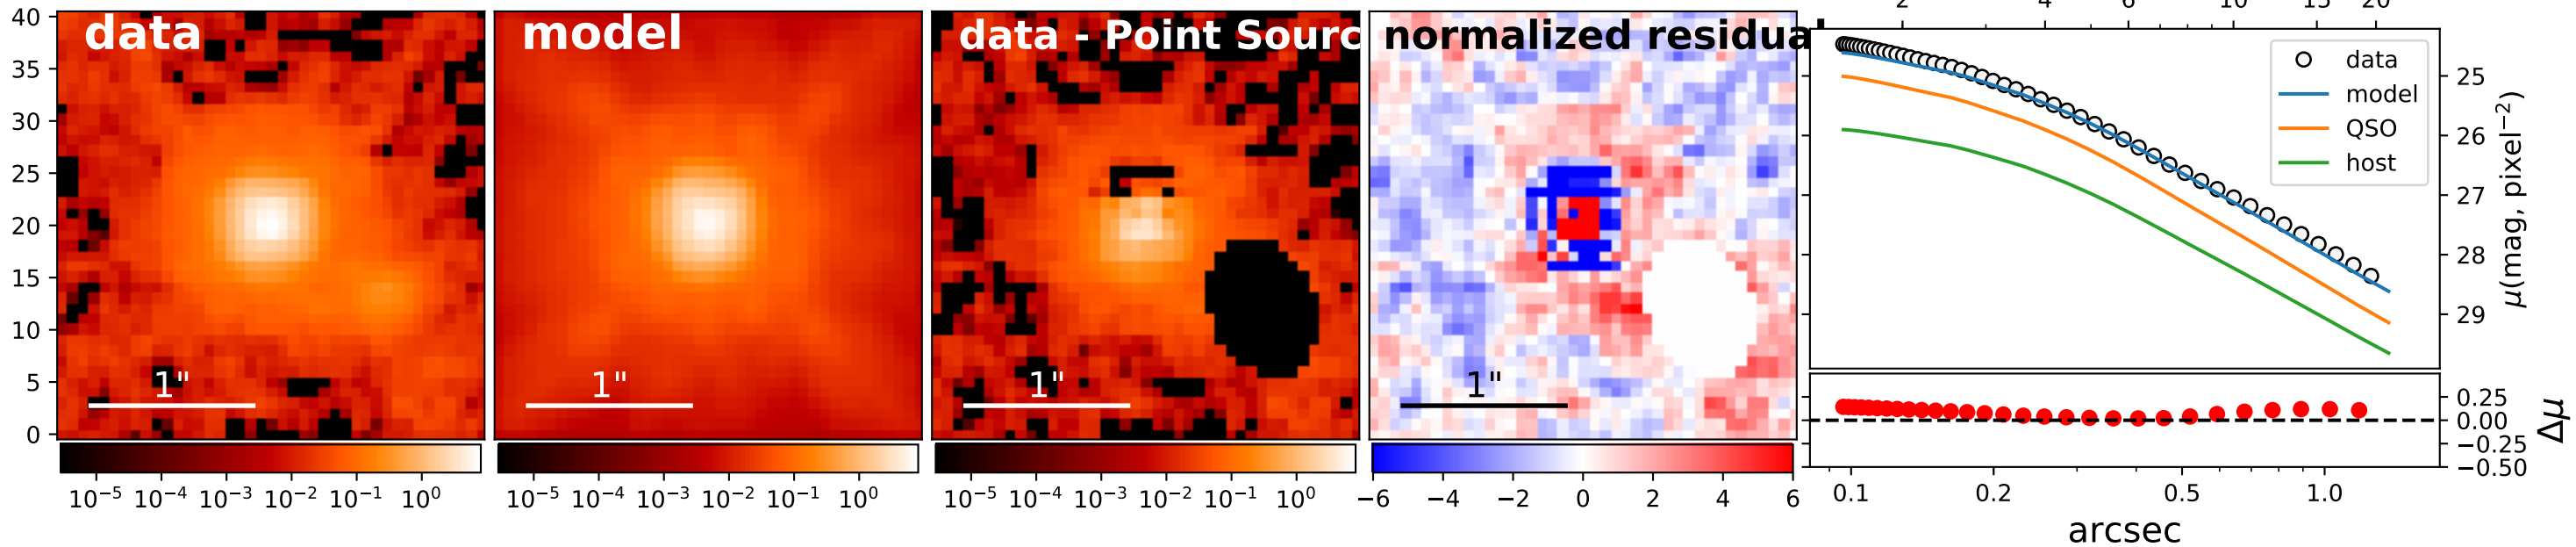 data
model
data - Point Sourc
normalized residual
2 4 6 10 15 20
40
35
30
25
20
15
10
5
0
1"
1"
1"
1"
data
model
QSO
host
25
26
27
28
29
μ(mag, pixel⁻²)
0.25
0.00
−0.25
−0.50
Δμ
10⁻⁵ 10⁻⁴ 10⁻³ 10⁻² 10⁻¹ 10⁰
10⁻⁵ 10⁻⁴ 10⁻³ 10⁻² 10⁻¹ 10⁰
10⁻⁵ 10⁻⁴ 10⁻³ 10⁻² 10⁻¹ 10⁰
−6 −4 −2 0 2 4 6
0.1 0.2 0.5 1.0
arcsec